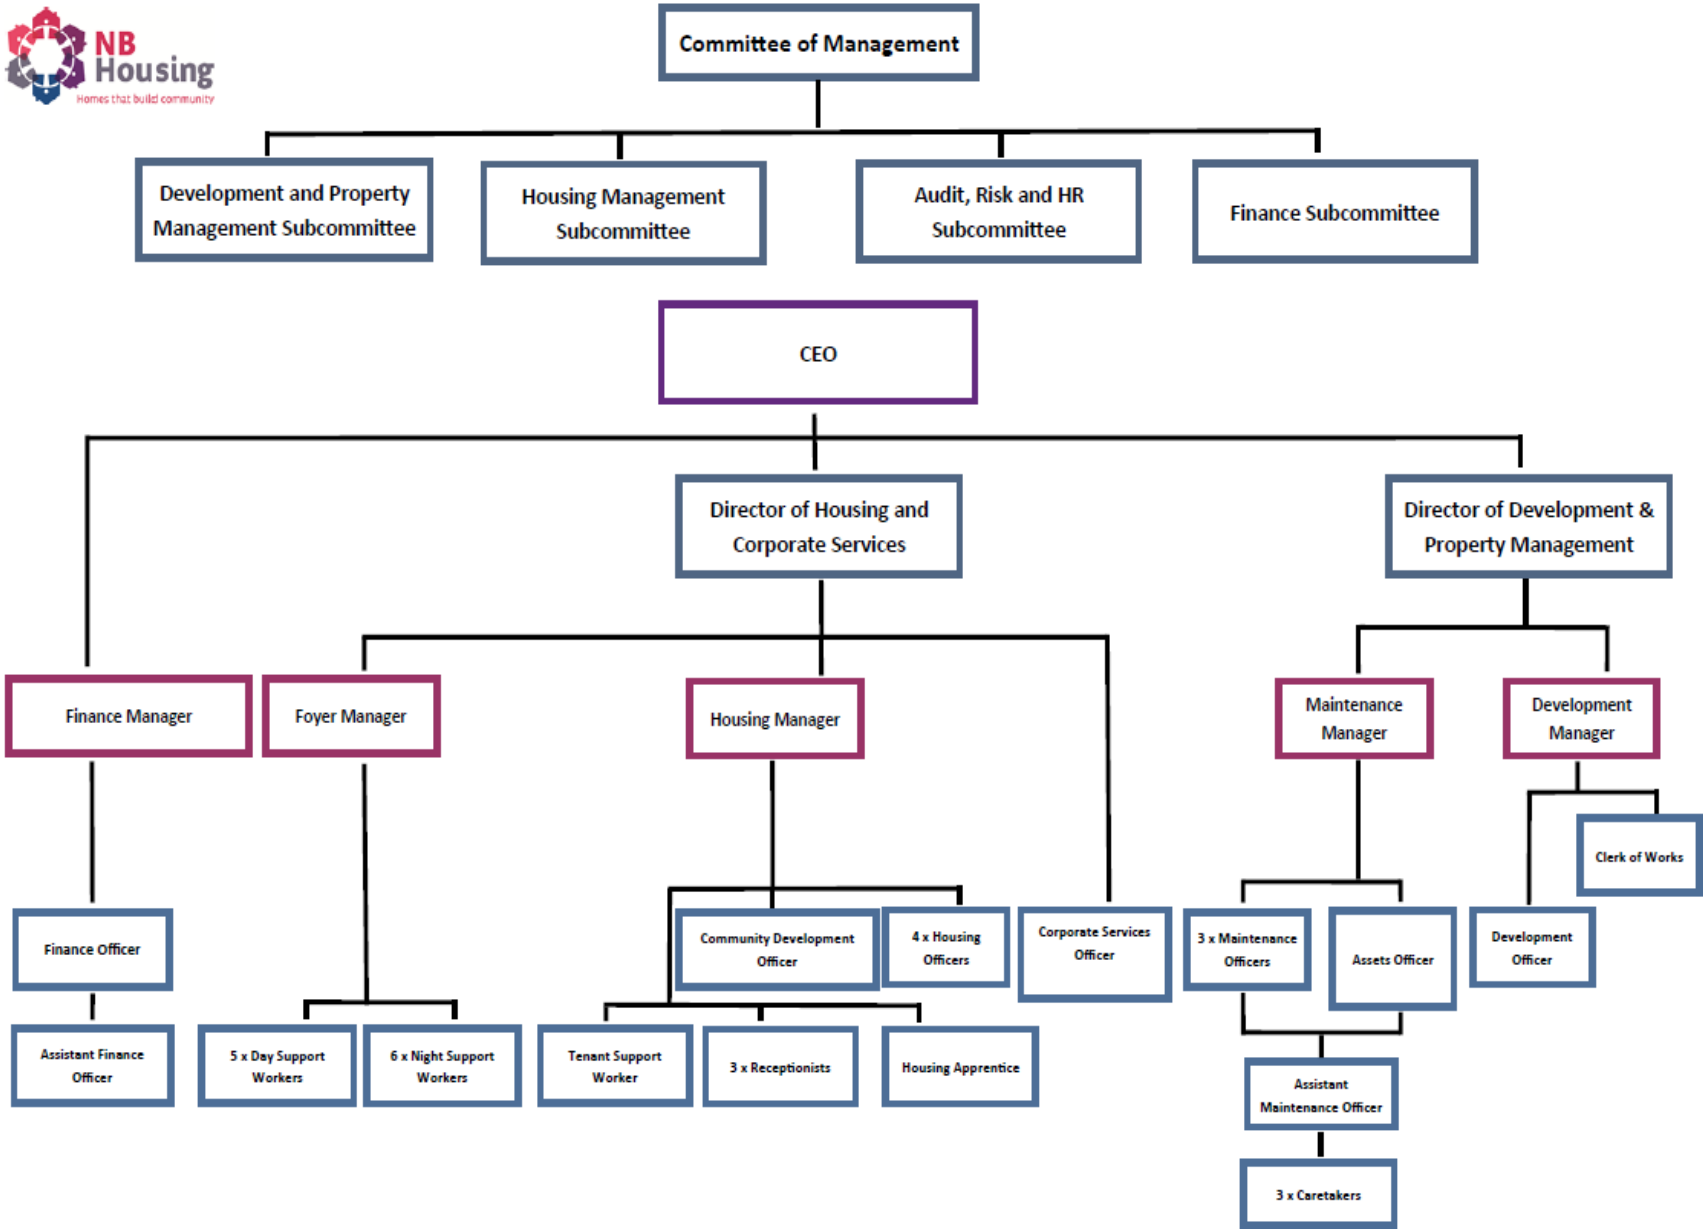 NB
Housing
Homes that build community
Committee of Management
Development and Property
Management Subcommittee
Housing Management
Subcommittee
Audit, Risk and HR
Subcommittee
Finance Subcommittee
CEO
Director of Housing and
Corporate Services
Director of Development &
Property Management
Finance Manager
Foyer Manager
Housing Manager
Maintenance
Manager
Development
Manager
Clerk of Works
Finance Officer
Community Development
Officer
4 x Housing
Officers
Corporate Services
Officer
3 x Maintenance
Officers
Assets Officer
Development
Officer
Assistant Finance
Officer
5 x Day Support
Workers
6 x Night Support
Workers
Tenant Support
Worker
3 x Receptionists
Housing Apprentice
Assistant
Maintenance Officer
3 x Caretakers